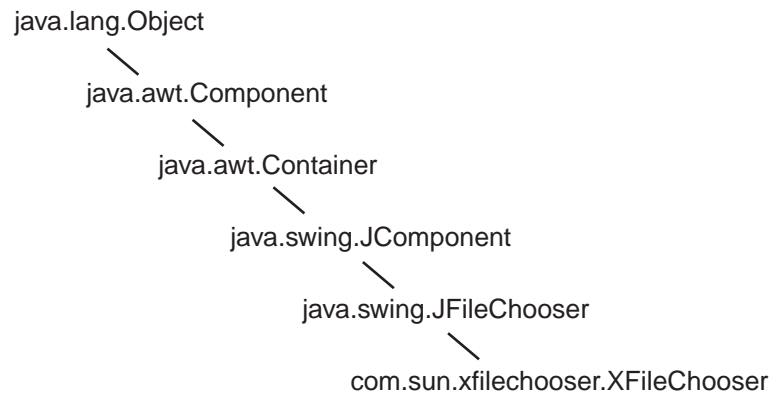 java.lang.Object
java.awt.Component
java.awt.Container
java.swing.JComponent
java.swing.JFileChooser
com.sun.xfilechooser.XFileChooser